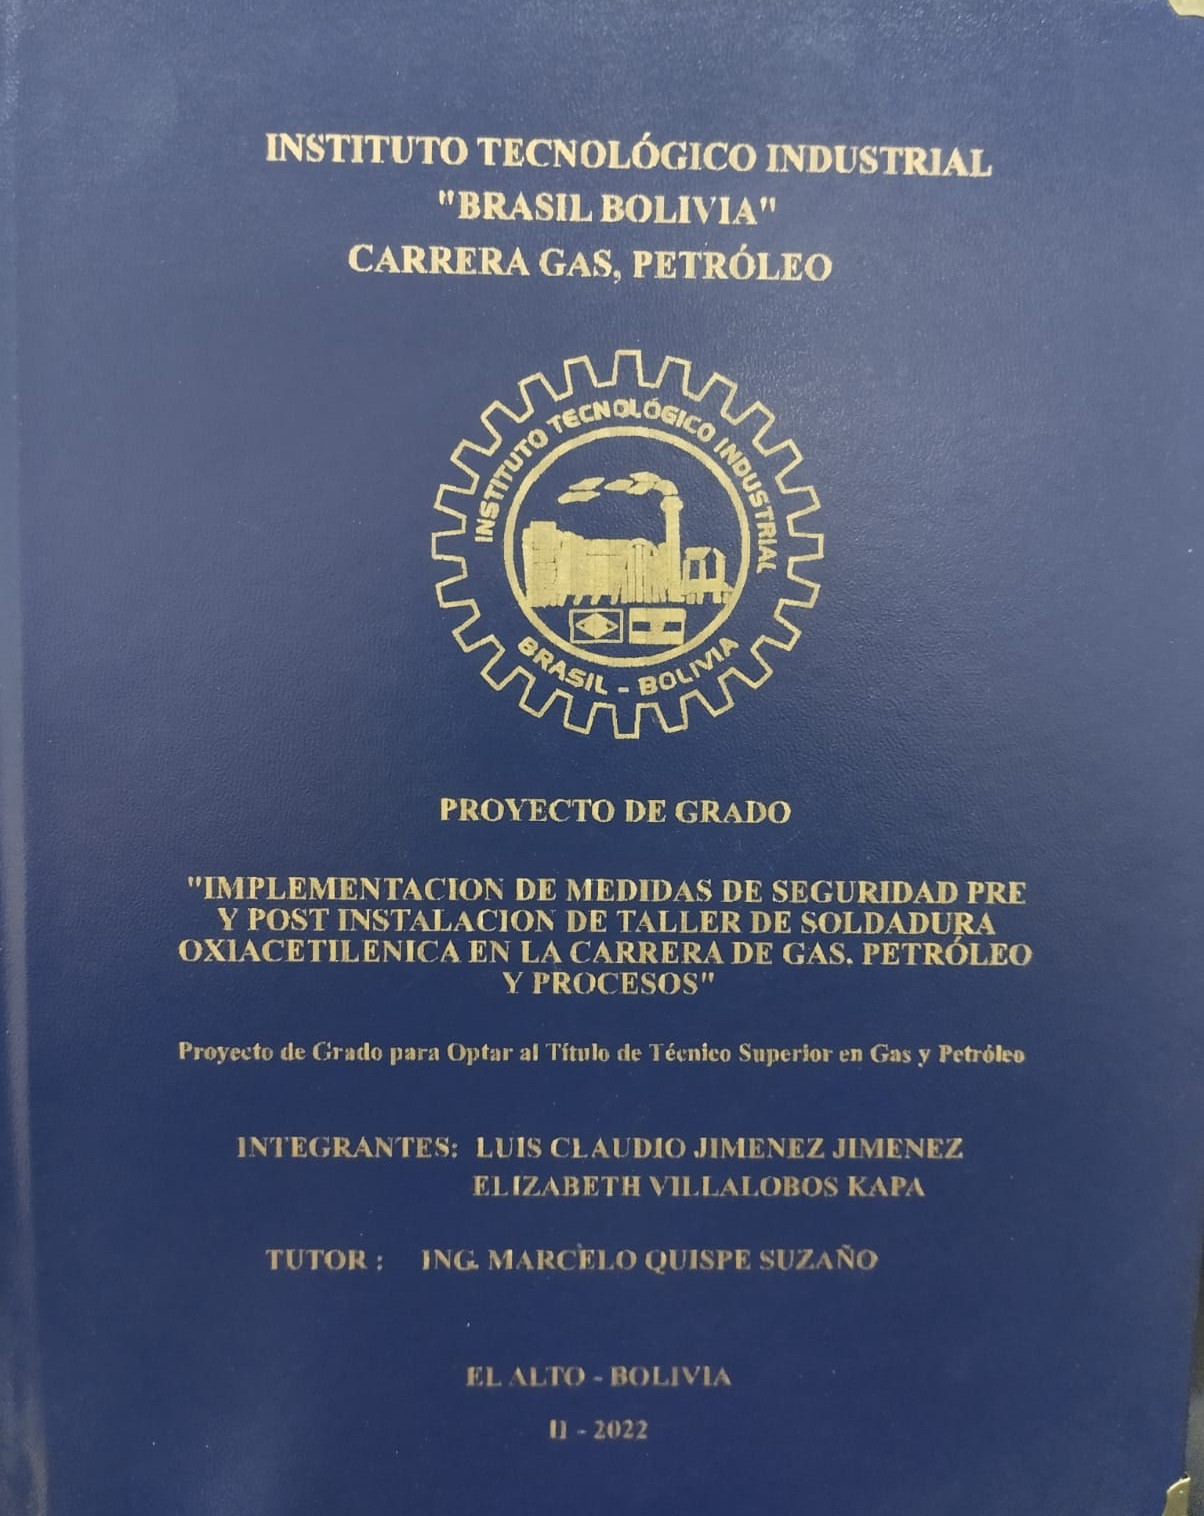 INSTITUTO TECNOLÓGICO INDUSTRIAL
"BRASIL BOLIVIA"
CARRERA GAS, PETRÓLEO
INSTITUTO TECNOLÓGICO INDUSTRIAL
BRASIL - BOLIVIA
PROYECTO DE GRADO
"IMPLEMENTACION DE MEDIDAS DE SEGURIDAD PRE
Y POST INSTALACION DE TALLER DE SOLDADURA
OXIACETILENICA EN LA CARRERA DE GAS. PETRÓLEO
Y PROCESOS"
Proyecto de Grado para Optar al Título de Técnico Superior en Gas y Petróleo
INTEGRANTES: LUIS CLAUDIO JIMENEZ JIMENEZ
ELIZABETH VILLALOBOS KAPA
TUTOR : ING. MARCELO QUISPE SUZAÑO
EL ALTO - BOLIVIA
II - 2022